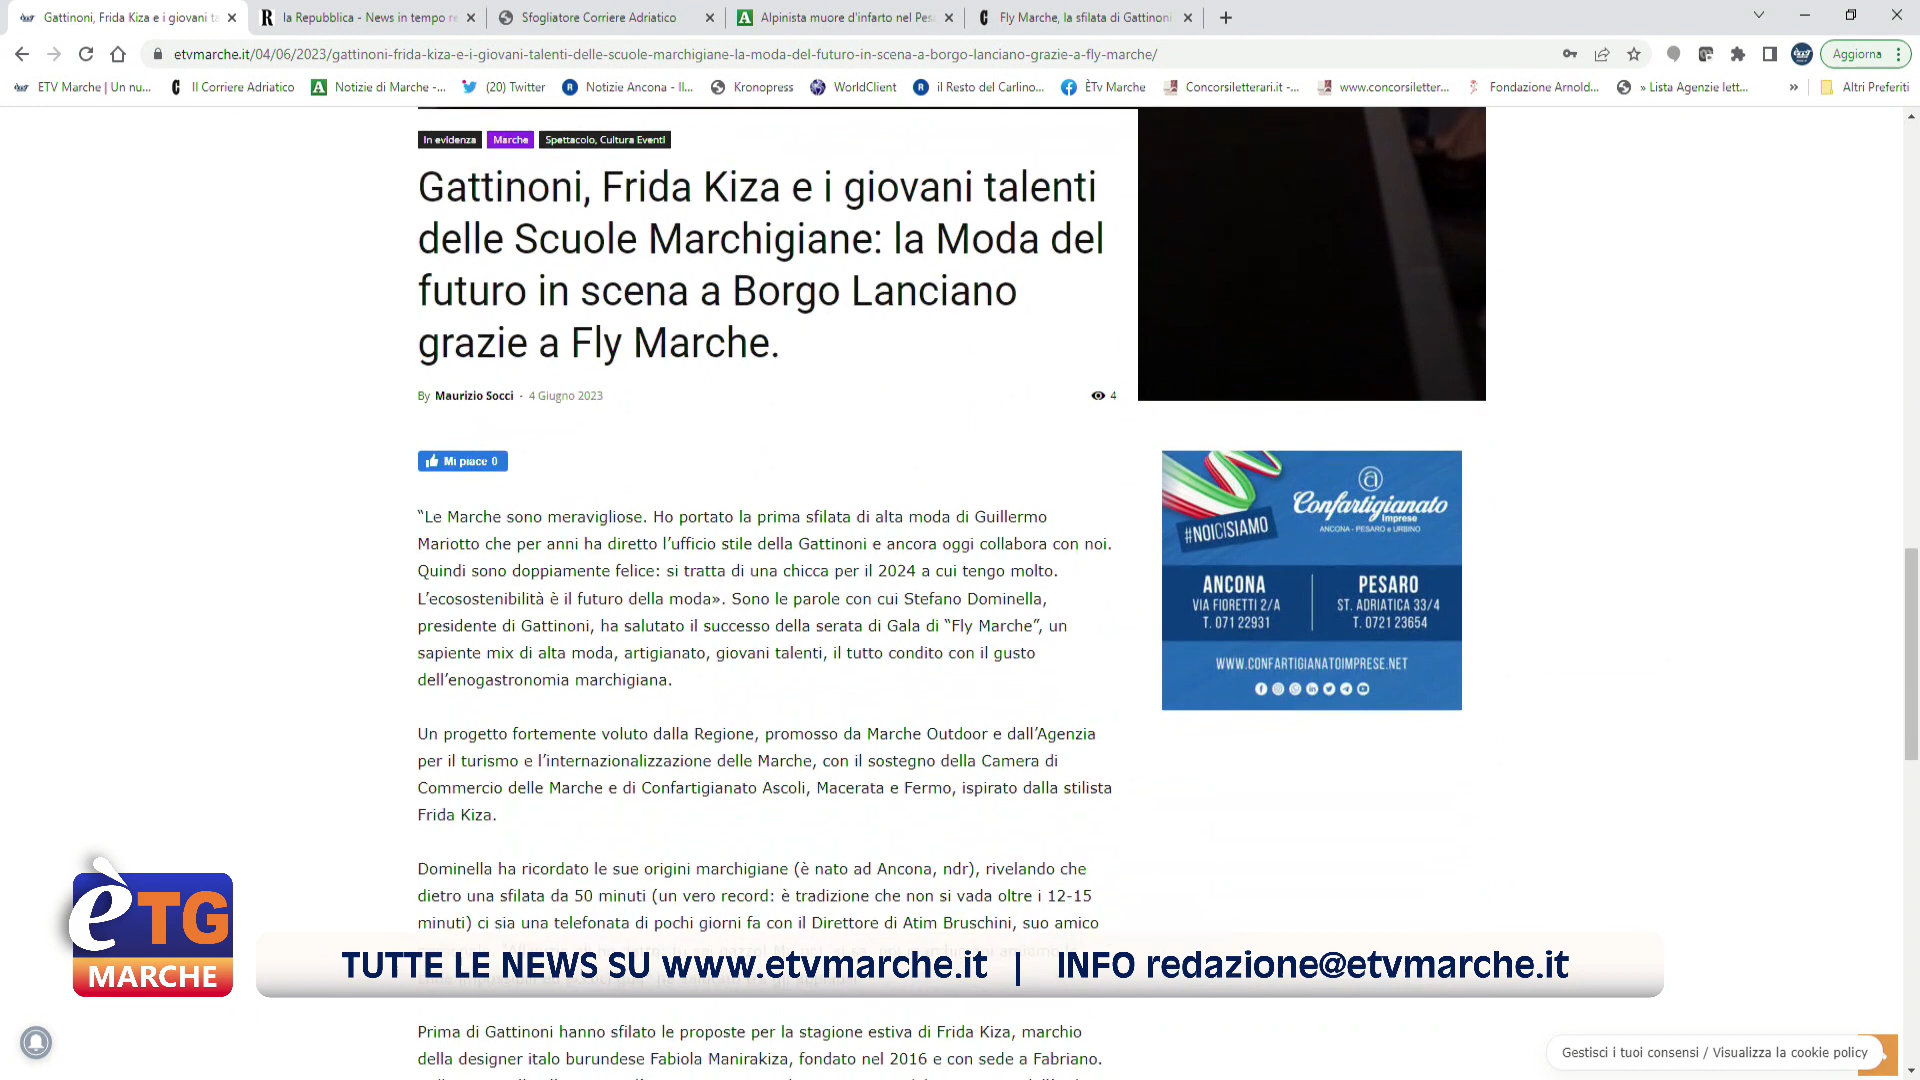 Gattinoni, Frida Kiza e i giovani ta
la Repubblica - News in tempo re
Sfogliatore Corriere Adriatico
Alpinista muore d'infarto nel Pes
Fly Marche, la sfilata di Gattinoni
etvmarche.it/04/06/2023/gattinoni-frida-kiza-e-i-giovani-talenti-delle-scuole-marchigiane-la-moda-del-futuro-in-scena-a-borgo-lanciano-grazie-a-fly-marche/
Aggiorna
ETV Marche | Un nu...
Il Corriere Adriatico
Notizie di Marche -...
(20) Twitter
Notizie Ancona - Il...
Kronopress
WorldClient
il Resto del Carlino...
ÈTv Marche
Concorsiletterari.it -...
www.concorsiletter...
Fondazione Arnold...
» Lista Agenzie lett...
»
Altri Preferiti
In evidenza
Marche
Spettacolo, Cultura Eventi
Gattinoni, Frida Kiza e i giovani talenti
delle Scuole Marchigiane: la Moda del
futuro in scena a Borgo Lanciano
grazie a Fly Marche.
By Maurizio Socci - 4 Giugno 2023
4
Mi piace 0
“Le Marche sono meravigliose. Ho portato la prima sfilata di alta moda di Guillermo
Mariotto che per anni ha diretto l’ufficio stile della Gattinoni e ancora oggi collabora con noi.
Quindi sono doppiamente felice: si tratta di una chicca per il 2024 a cui tengo molto.
L’ecosostenibilità è il futuro della moda». Sono le parole con cui Stefano Dominella,
presidente di Gattinoni, ha salutato il successo della serata di Gala di “Fly Marche”, un
sapiente mix di alta moda, artigianato, giovani talenti, il tutto condito con il gusto
dell’enogastronomia marchigiana.
Un progetto fortemente voluto dalla Regione, promosso da Marche Outdoor e dall’Agenzia
per il turismo e l’internazionalizzazione delle Marche, con il sostegno della Camera di
Commercio delle Marche e di Confartigianato Ascoli, Macerata e Fermo, ispirato dalla stilista
Frida Kiza.
Dominella ha ricordato le sue origini marchigiane (è nato ad Ancona, ndr), rivelando che
dietro una sfilata da 50 minuti (un vero record: è tradizione che non si vada oltre i 12-15
minuti) ci sia una telefonata di pochi giorni fa con il Direttore di Atim Bruschini, suo amico
Prima di Gattinoni hanno sfilato le proposte per la stagione estiva di Frida Kiza, marchio
della designer italo burundese Fabiola Manirakiza, fondato nel 2016 e con sede a Fabriano.
#NOICISIAMO
Confartigianato
Imprese
ANCONA - PESARO e URBINO
ANCONA
VIA FIORETTI 2/A
T. 071 22931
PESARO
ST. ADRIATICA 33/4
T. 0721 23654
WWW.CONFARTIGIANATOIMPRESE.NET
èTG
MARCHE
TUTTE LE NEWS SU www.etvmarche.it | INFO redazione@etvmarche.it
Gestisci i tuoi consensi / Visualizza la cookie policy